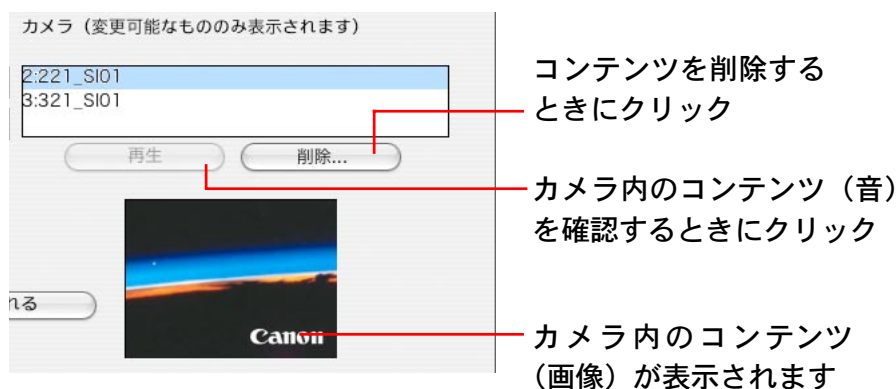 カメラ（変更可能なもののみ表示されます）
2:221_SI01
3:321_SI01
再生
削除...
れる
Canon
コンテンツを削除する
ときにクリック
カメラ内のコンテンツ（音）
を確認するときにクリック
カメラ内のコンテンツ
（画像）が表示されます